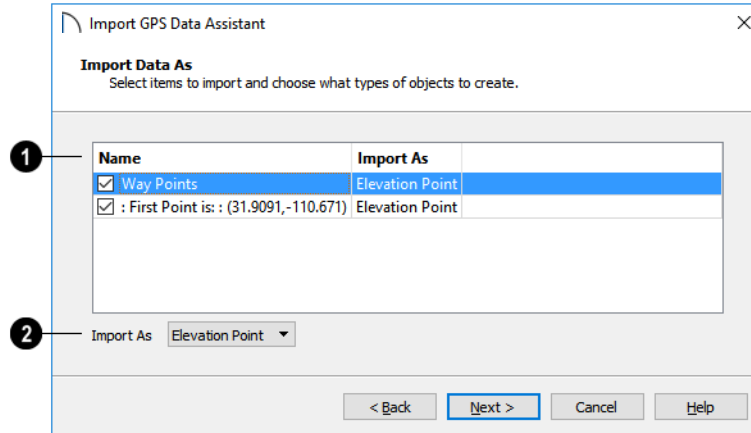 Import GPS Data Assistant
Import Data As
Select items to import and choose what types of objects to create.
1
Name Import As
Way Points Elevation Point
: First Point is: : (31.9091,-110.671) Elevation Point
2 Import As Elevation Point
< Back Next > Cancel Help